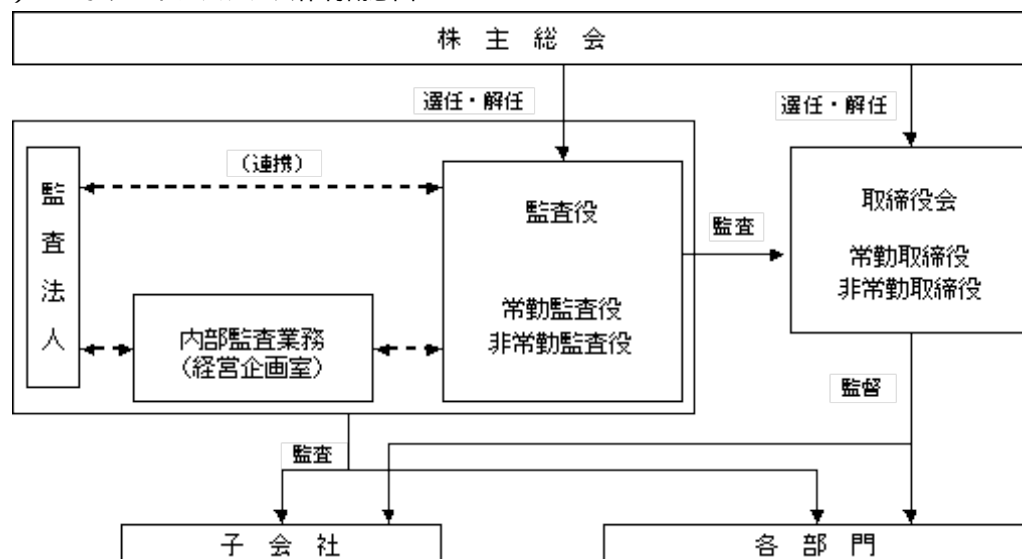 株主総会
選任・解任
選任・解任
(連携)
監査法人
監査役
常勤監査役
非常勤監査役
監査
取締役会
常勤取締役
非常勤取締役
内部監査業務
(経営企画室)
監督
監査
子会社
各部門